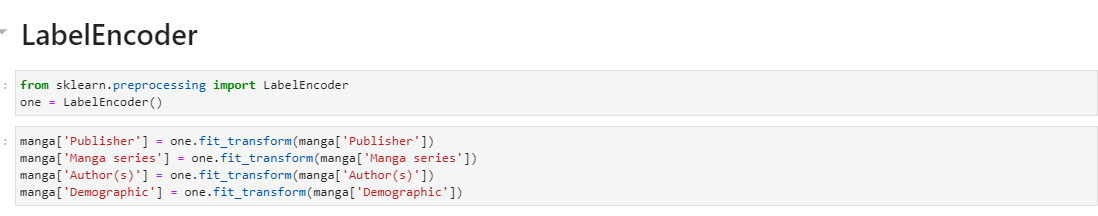 LabelEncoder
from sklearn.preprocessing import LabelEncoder
one = LabelEncoder()
manga['Publisher'] = one.fit_transform(manga['Publisher'])
manga['Manga series'] = one.fit_transform(manga['Manga series'])
manga['Author(s)'] = one.fit_transform(manga['Author(s)'])
manga['Demographic'] = one.fit_transform(manga['Demographic'])